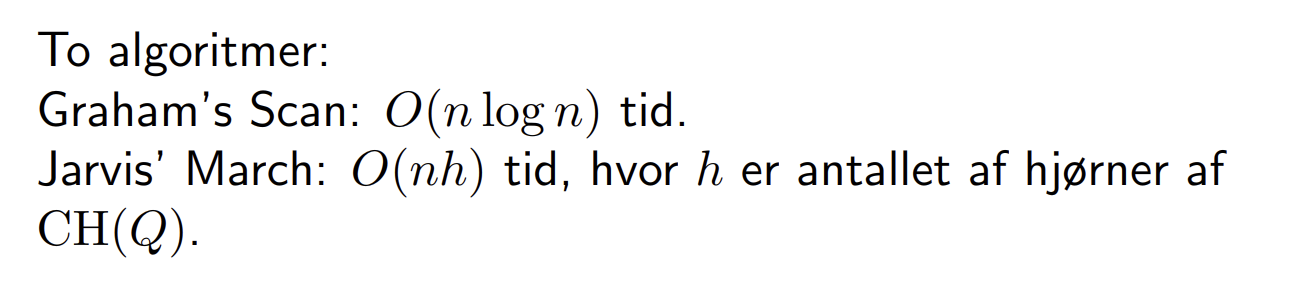 To algoritmer:
Graham's Scan: O(n log n) tid.
Jarvis' March: O(nh) tid, hvor h er antallet af hjørner af
CH(Q).